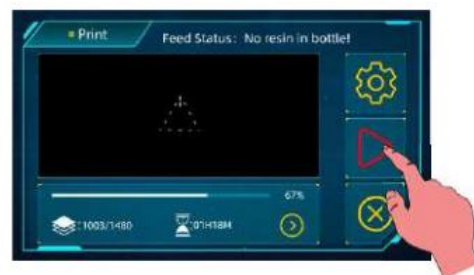 Print
Feed Status: No resin in bottle!
67%
:1003/1480
:01H18M